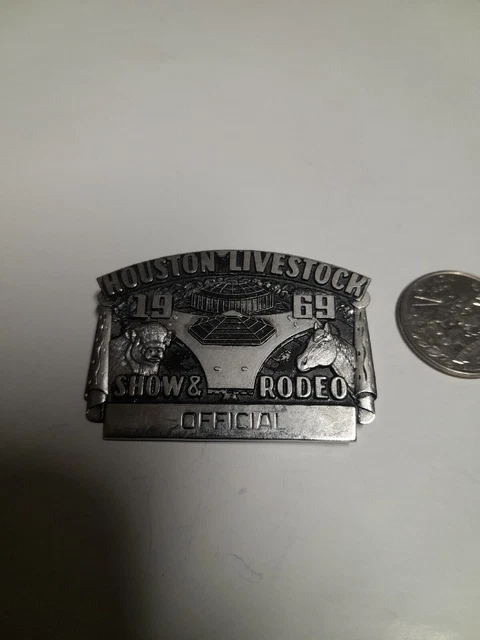 HOUSTON LIVESTOCK
19 69
SHOW & RODEO
OFFICIAL